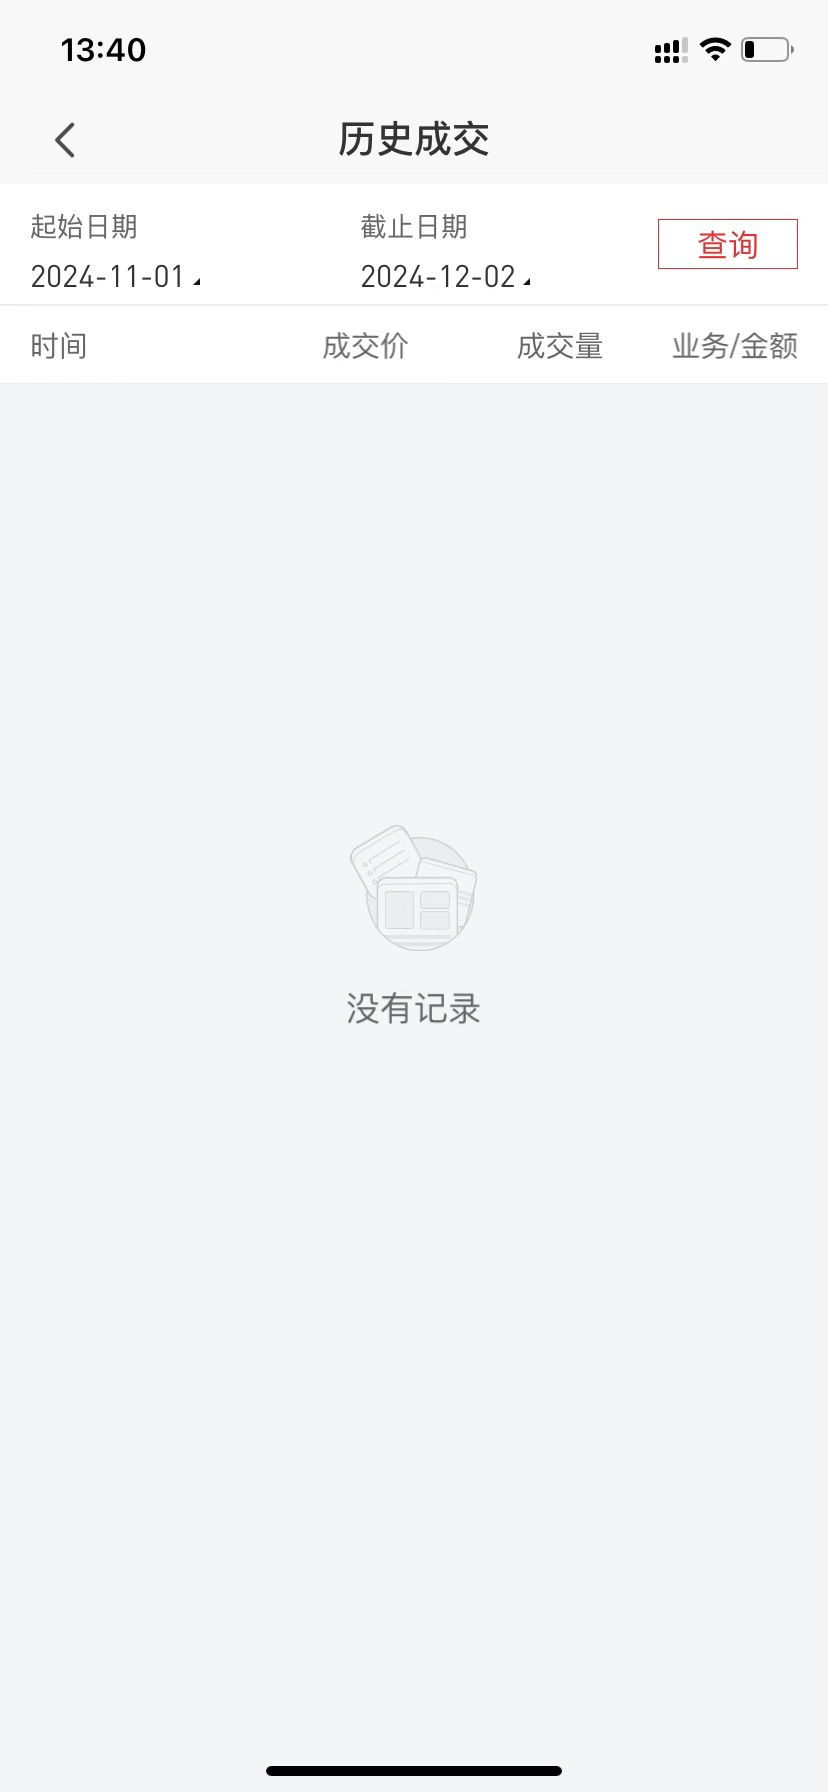 13:40
历史成交
起始日期 截止日期
查询
2024-11-01 2024-12-02
时间 成交价 成交量 业务/金额
没有记录